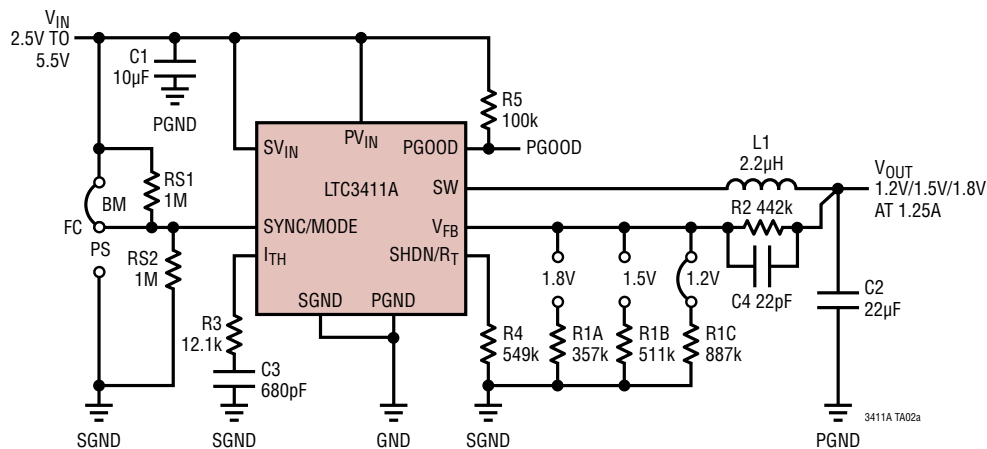 VIN
2.5V TO
5.5V
C1
10µF
PGND
R5
100k
PVIN
SVIN
PGOOD
PGOOD
LTC3411A
SW
L1
2.2µH
VOUT
1.2V/1.5V/1.8V
AT 1.25A
RS1
1M
BM
FC
PS
SYNC/MODE
VFB
R2 442k
RS2
1M
ITH
SHDN/RT
1.8V
1.5V
1.2V
C4 22pF
SGND
PGND
C2
22µF
R3
12.1k
R4
549k
R1A
357k
R1B
511k
R1C
887k
C3
680pF
SGND
SGND
GND
SGND
PGND
3411A TA02a